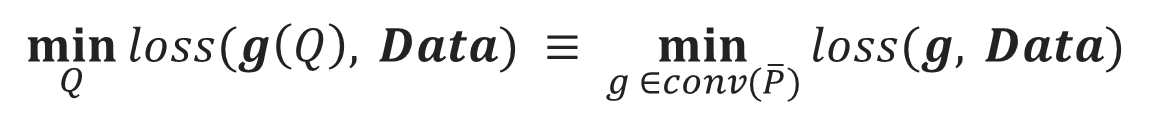 min loss(g(Q), Data) ≡ min loss(g, Data)
Q g ∈conv(P̄)